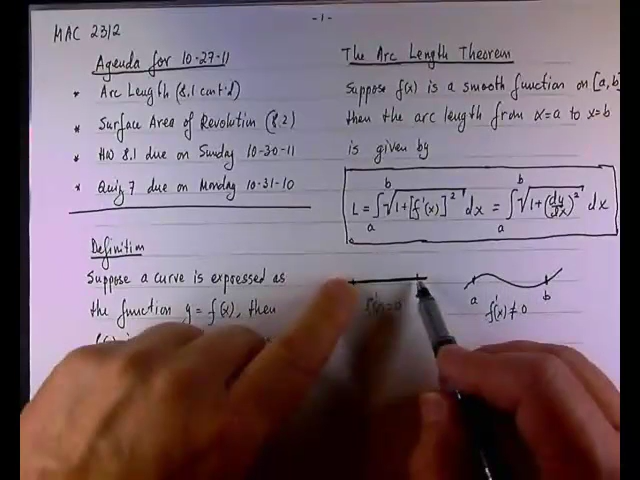 -1-
MAC 2312
Agenda for 10-27-11
* Arc Length (8.1 cont'd)
* Surface Area of Revolution (8.2)
* HW 8.1 due on Sunday 10-30-11
* Quiz 7 due on Monday 10-31-10
Definition
Suppose a curve is expressed as
the function y = f(x), then
The Arc Length Theorem
Suppose f(x) is a smooth function on [a, b]
then the arc length from x=a to x=b
is given by
L = ∫_a^b √(1+[f'(x)]²) dx = ∫_a^b √(1+(dy/dx)²) dx
f'(x)=0
a b
f'(x) ≠ 0